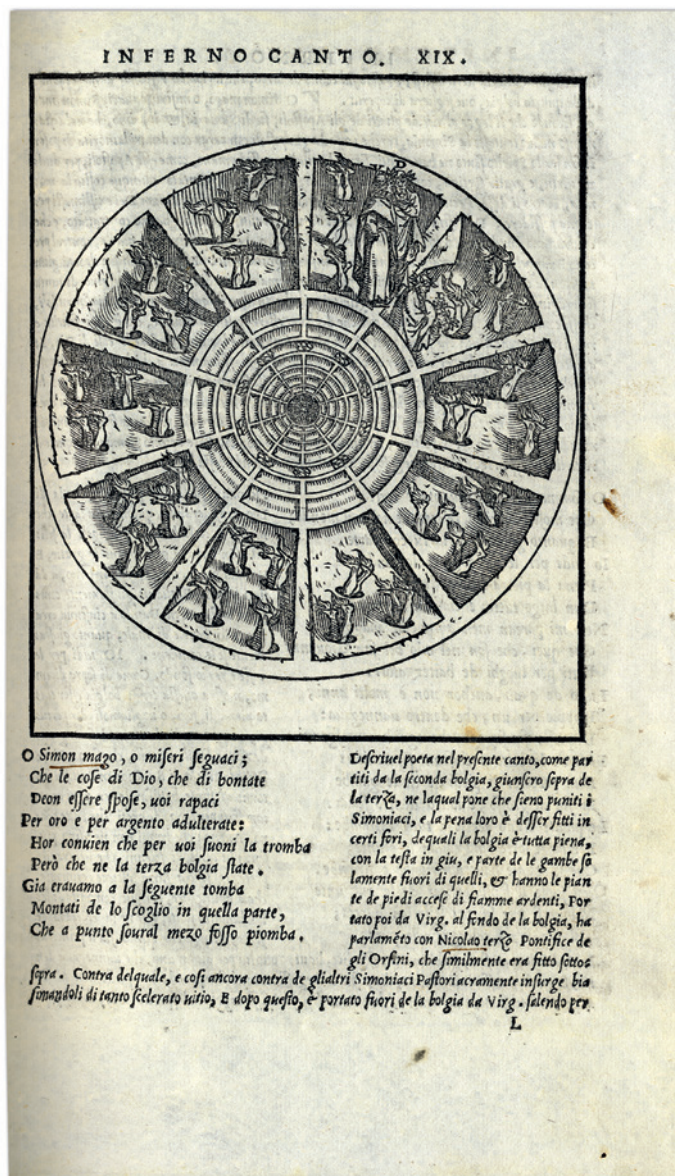 INFERNO CANTO. XIX.
V D
O Simon mago, o miseri seguaci;
Che le cose di Dio, che di bontate
Deon essere spose, uoi rapaci
Per oro e per argento adulterate:
Hor conuien che per uoi suoni la tromba
Però che ne la terza bolgia state.
Gia erauamo a la seguente tomba
Montati de lo scoglio in quella parte,
Che a punto soural mezo fosso piomba.
Descriuel poeta nel presente canto, come par
titi da la seconda bolgia, giunsero sopra de
la terza, ne laqual pone che sieno puniti i
Simoniaci, e la pena loro è desser fitti in
certi fori, dequali la bolgia è tutta piena,
con la testa in giu, e parte de le gambe so
lamente fuori di quelli, & hanno le pian
te de piedi accese di fiamme ardenti, Por
tato poi da Virg. al fondo de la bolgia, ha
parlamẽto con Nicolao terzo Pontifice de
gli Orsini, che similmente era fitto sottos
sopra. Contra delquale, e cosi ancora contra de glialtri Simoniaci Pastori acramente insurge bia
simandoli di tanto scelerato uitio, E dopo questo, è portato fuori de la bolgia da Virg. salendo per
L